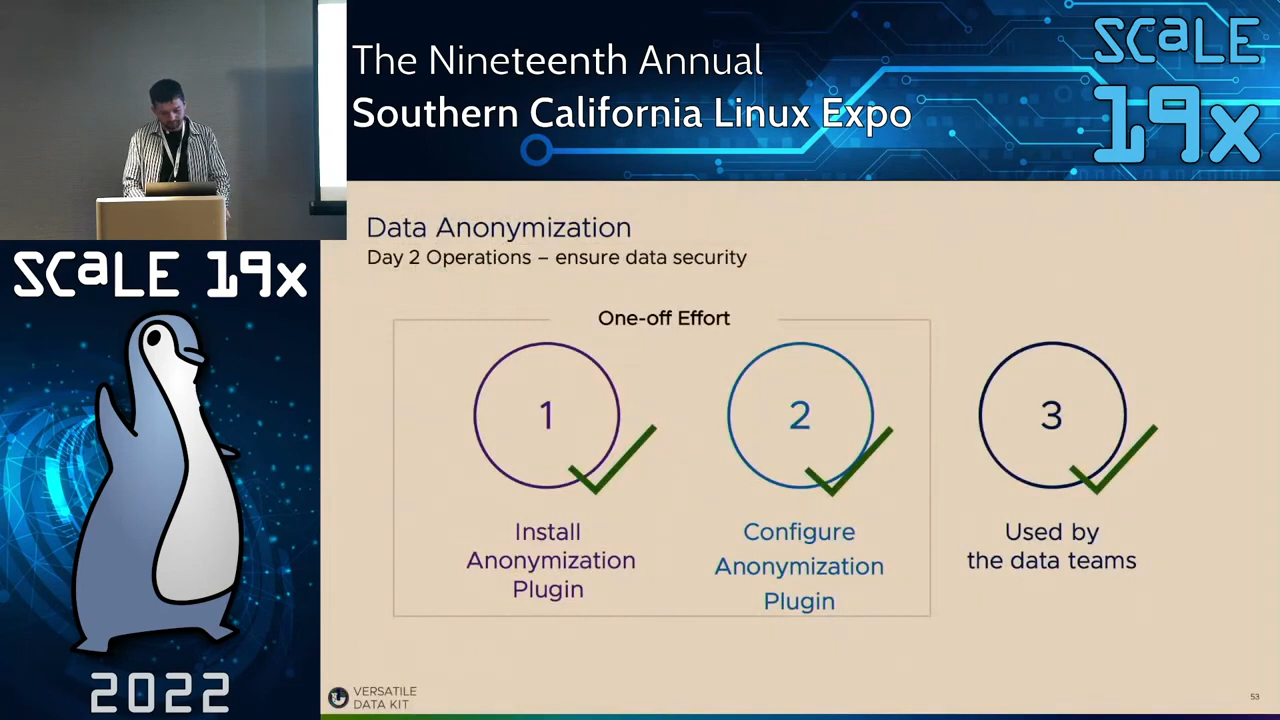 The Nineteenth Annual
Southern California Linux Expo
SCaLE
19x
SCaLE 19x
2022
Data Anonymization
Day 2 Operations – ensure data security
One-off Effort
1
2
3
Install
Anonymization
Plugin
Configure
Anonymization
Plugin
Used by
the data teams
VERSATILE
DATA KIT
53